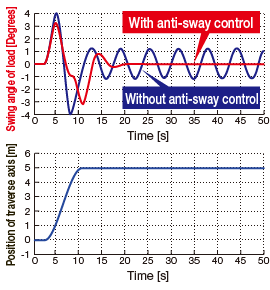 Swing angle of load [Degrees]
4
3
2
1
0
-1
-2
-3
-4
With anti-sway control
Without anti-sway control
0 5 10 15 20 25 30 35 40 45 50
Time [s]
Position of traverse axis [m]
6
5
4
3
2
1
0
-1
0 5 10 15 20 25 30 35 40 45 50
Time [s]